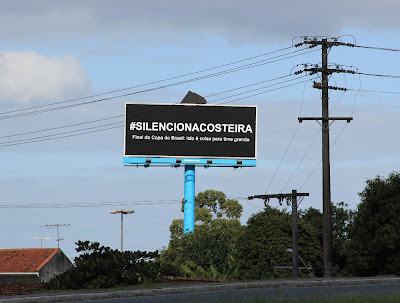 #SILENCIONACOSTEIRA
Final da Copa do Brasil: isto é coisa para time grande